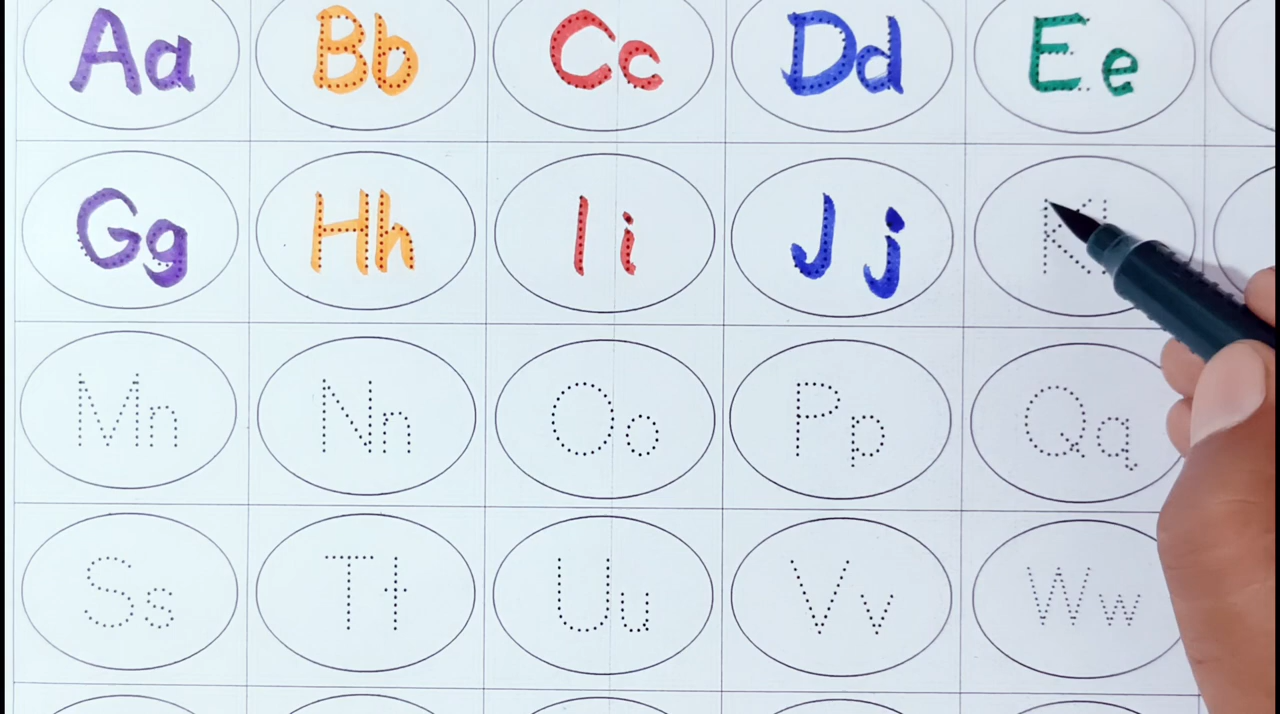 Aa Bb Cc Dd Ee
Gg Hh Ii Jj K
Mn Nn Oo Pp Qq
Ss Tt Uu Vv Ww